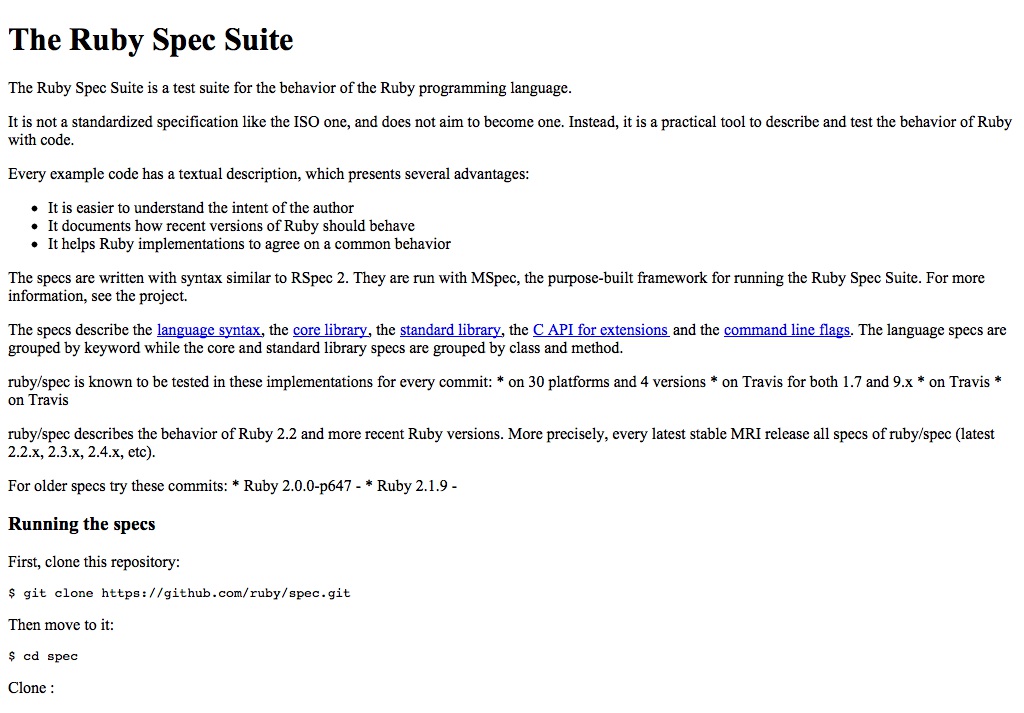 The Ruby Spec Suite
The Ruby Spec Suite is a test suite for the behavior of the Ruby programming language.
It is not a standardized specification like the ISO one, and does not aim to become one. Instead, it is a practical tool to describe and test the behavior of Ruby
with code.
Every example code has a textual description, which presents several advantages:
• It is easier to understand the intent of the author
• It documents how recent versions of Ruby should behave
• It helps Ruby implementations to agree on a common behavior
The specs are written with syntax similar to RSpec 2. They are run with MSpec, the purpose-built framework for running the Ruby Spec Suite. For more
information, see the project.
The specs describe the language syntax, the core library, the standard library, the C API for extensions and the command line flags. The language specs are
grouped by keyword while the core and standard library specs are grouped by class and method.
ruby/spec is known to be tested in these implementations for every commit: * on 30 platforms and 4 versions * on Travis for both 1.7 and 9.x * on Travis *
on Travis
ruby/spec describes the behavior of Ruby 2.2 and more recent Ruby versions. More precisely, every latest stable MRI release all specs of ruby/spec (latest
2.2.x, 2.3.x, 2.4.x, etc).
For older specs try these commits: * Ruby 2.0.0-p647 - * Ruby 2.1.9 -
Running the specs
First, clone this repository:
$ git clone https://github.com/ruby/spec.git
Then move to it:
$ cd spec
Clone :